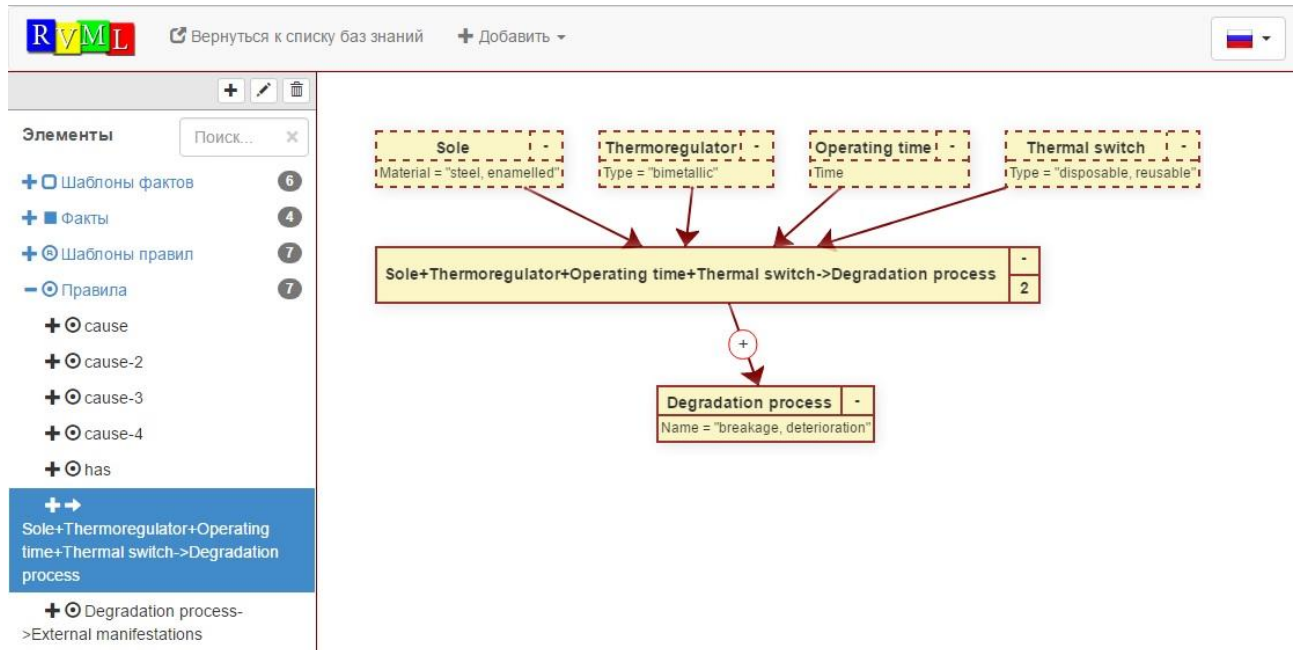 RVML Вернуться к списку баз знаний + Добавить
Элементы Поиск... ×
Шаблоны фактов 6
Факты 4
Шаблоны правил 7
Правила 7
cause
cause-2
cause-3
cause-4
has
Sole+Thermoregulator+Operating
time+Thermal switch->Degradation
process
Degradation process-
>External manifestations
Sole -
Material = "steel, enamelled"
Thermoregulator -
Type = "bimetallic"
Operating time -
Time
Thermal switch -
Type = "disposable, reusable"
Sole+Thermoregulator+Operating time+Thermal switch->Degradation process -
2
+
Degradation process -
Name = "breakage, deterioration"